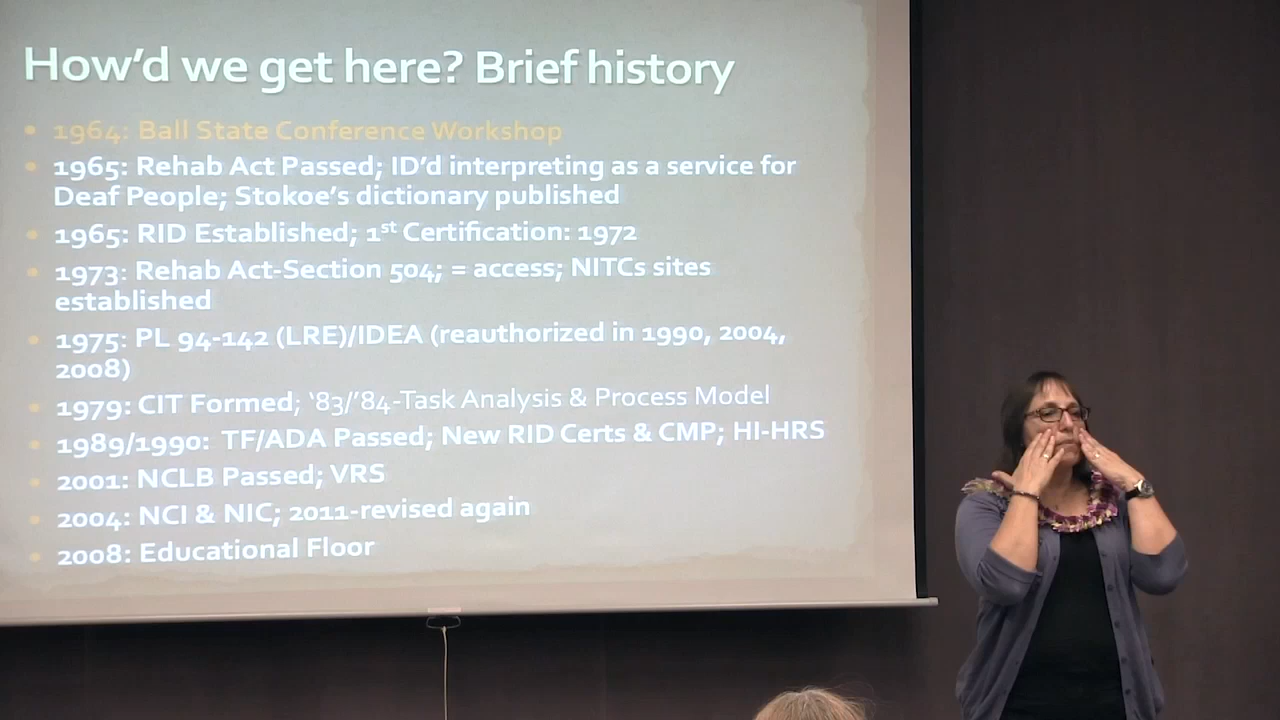 How'd we get here? Brief history
• 1964: Ball State Conference Workshop
• 1965: Rehab Act Passed; ID'd interpreting as a service for
Deaf People; Stokoe's dictionary published
• 1965: RID Established; 1st Certification: 1972
• 1973: Rehab Act-Section 504; = access; NITCs sites
established
• 1975: PL 94-142 (LRE)/IDEA (reauthorized in 1990, 2004,
2008)
• 1979: CIT Formed; '83/'84-Task Analysis & Process Model
• 1989/1990: TF/ADA Passed; New RID Certs & CMP; HI-HRS
• 2001: NCLB Passed; VRS
• 2004: NCI & NIC; 2011-revised again
• 2008: Educational Floor